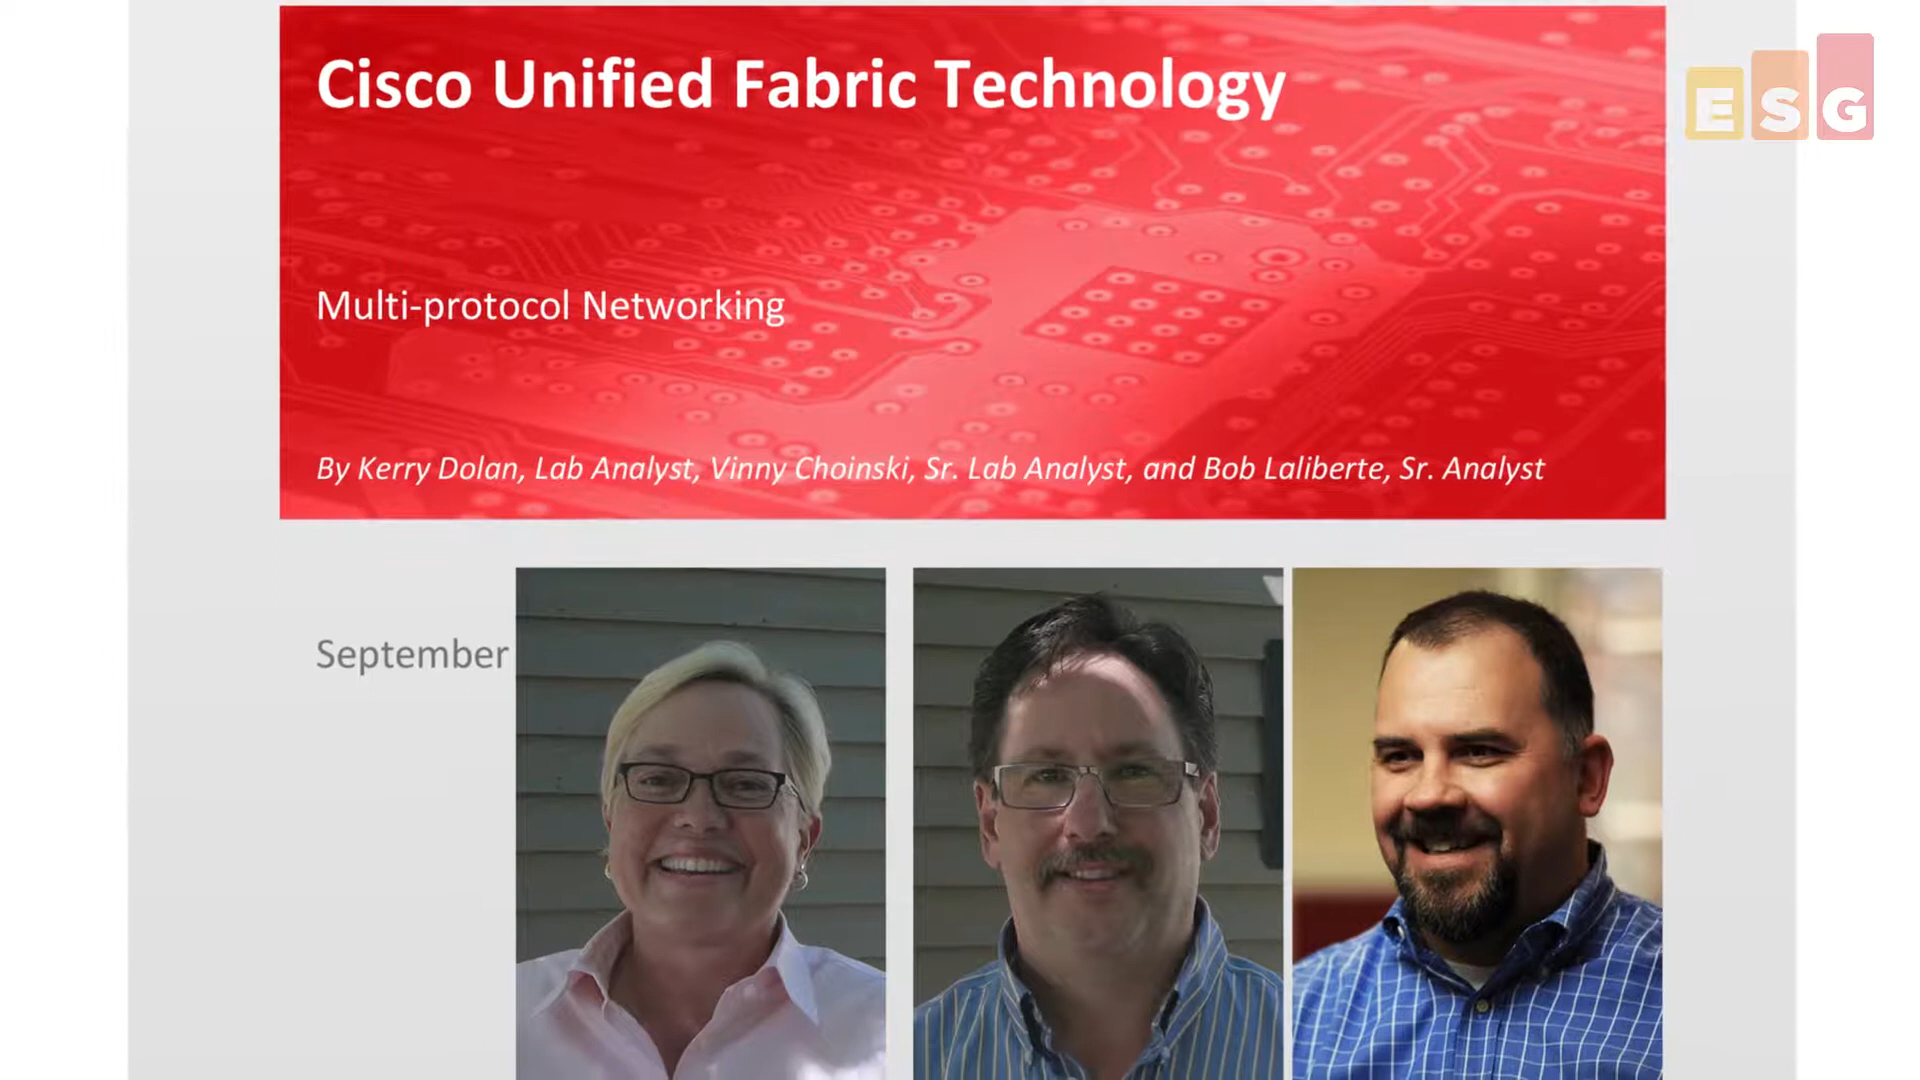 Cisco Unified Fabric Technology
ESG
Multi-protocol Networking
By Kerry Dolan, Lab Analyst, Vinny Choinski, Sr. Lab Analyst, and Bob Laliberte, Sr. Analyst
September